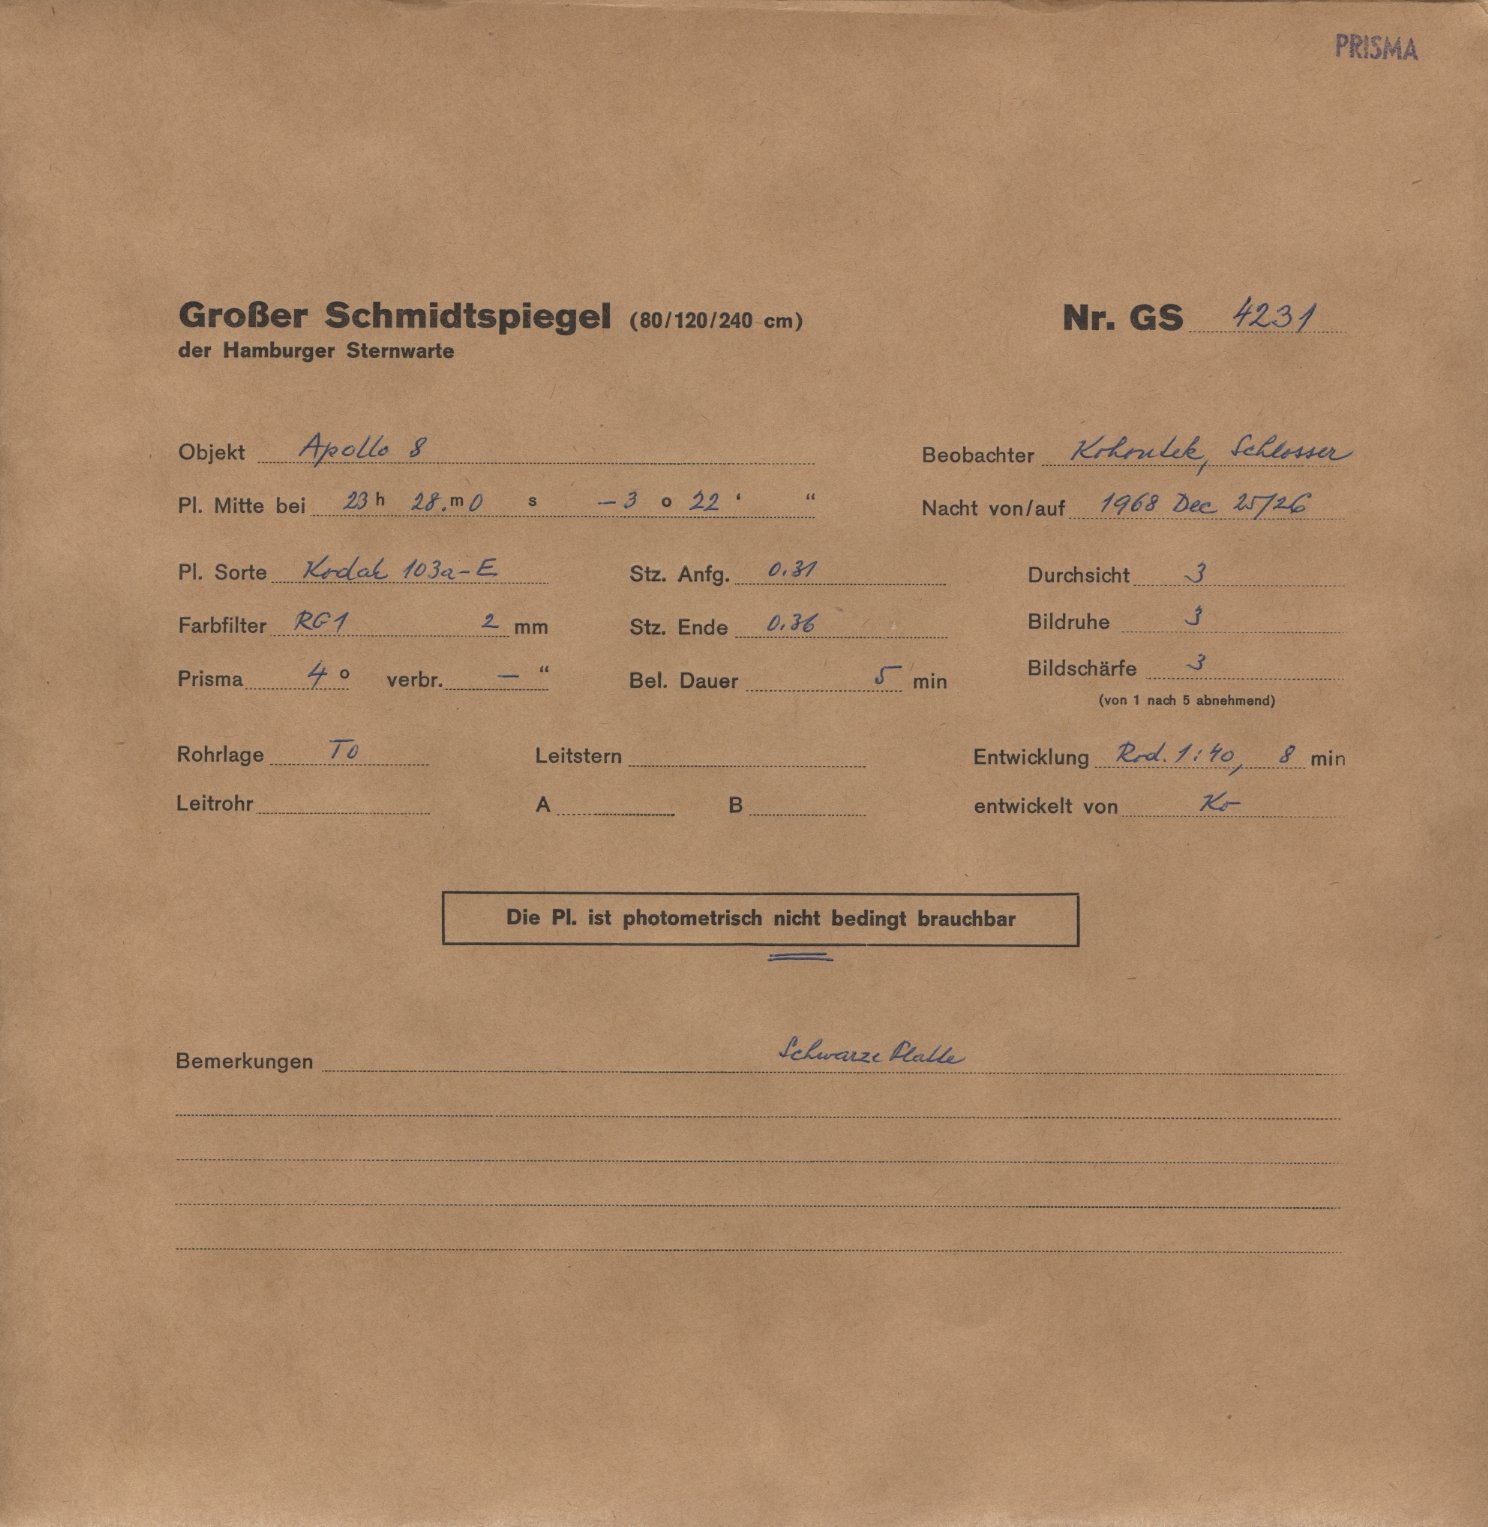 PRISMA
Großer Schmidtspiegel (80/120/240 cm) Nr. GS 4231
der Hamburger Sternwarte
Objekt Apollo 8 Beobachter Kohoutek, Schlosser
Pl. Mitte bei 23 h 28. m 0 s -3 o 22 ' “ Nacht von/auf 1968 Dec 25/26
Pl. Sorte Kodak 103a-E Stz. Anfg. 0.31 Durchsicht 3
Farbfilter RG1 2 mm Stz. Ende 0.36 Bildruhe 3
Prisma 4 o verbr. — “ Bel. Dauer 5 min Bildschärfe 3
(von 1 nach 5 abnehmend)
Rohrlage TO Leitstern Entwicklung Rod. 1:40, 8 min
Leitrohr A B entwickelt von Ko
Die Pl. ist photometrisch nicht bedingt brauchbar
Bemerkungen Schwarze Platte